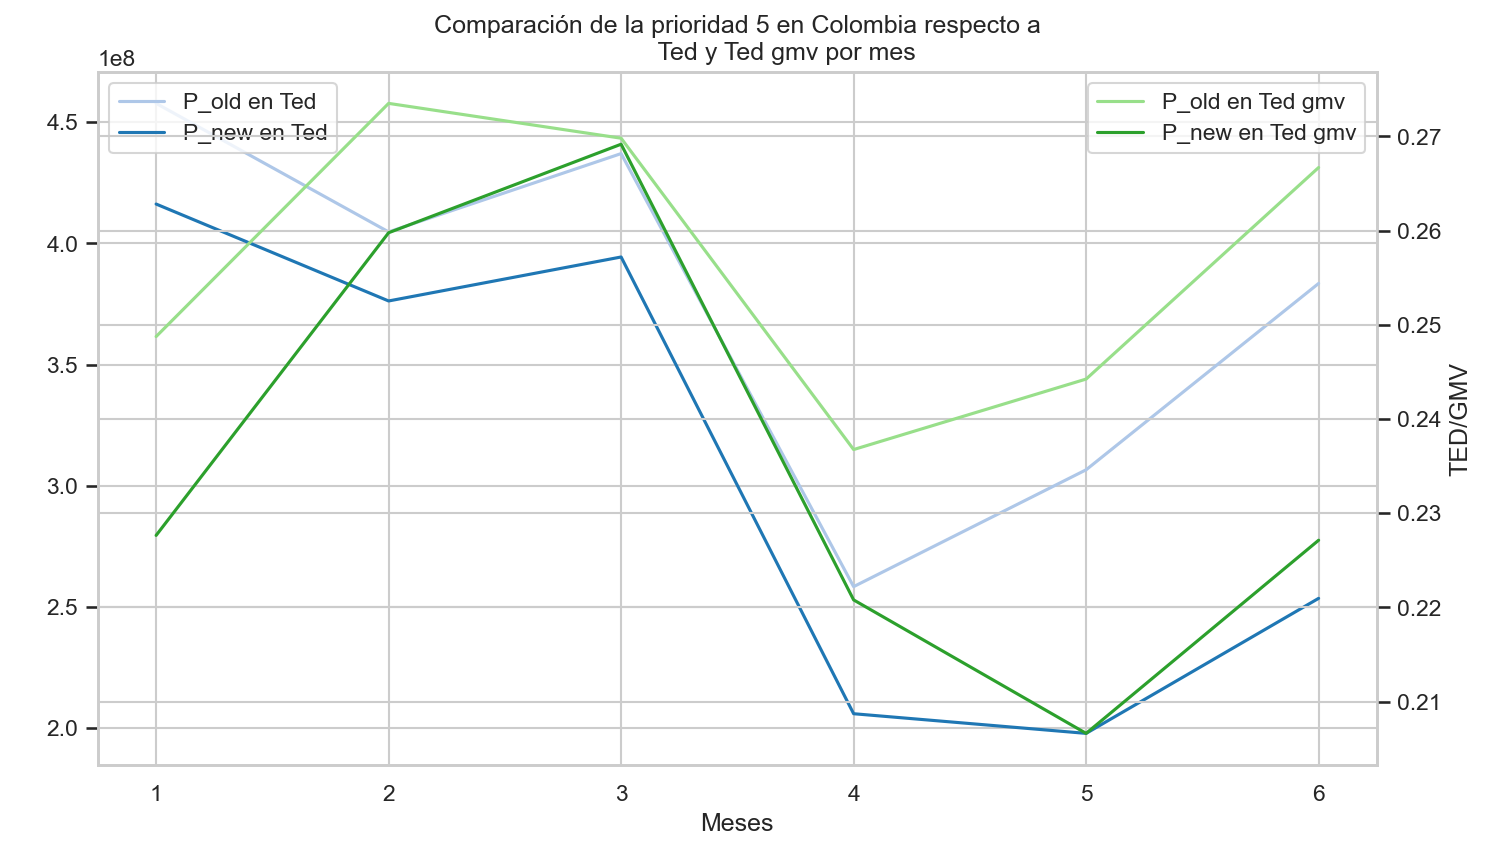 Comparación de la prioridad 5 en Colombia respecto a
Ted y Ted gmv por mes
1e8
P_old en Ted
P_new en Ted
P_old en Ted gmv
P_new en Ted gmv
4.5
4.0
3.5
3.0
2.5
2.0
0.27
0.26
0.25
0.24
0.23
0.22
0.21
TED/GMV
1 2 3 4 5 6
Meses